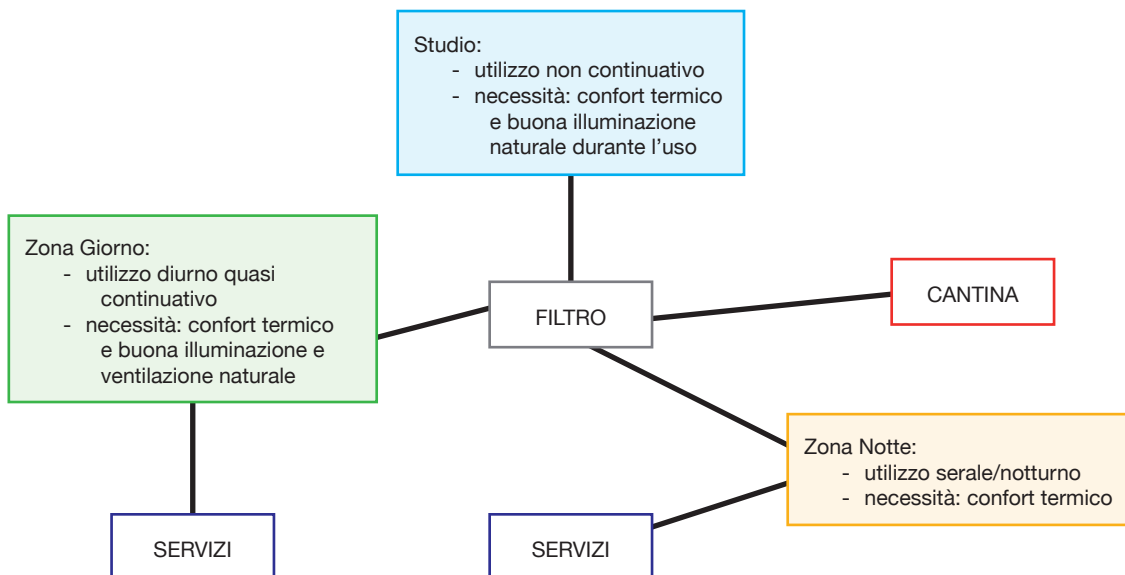 Studio:
- utilizzo non continuativo
- necessità: confort termico
e buona illuminazione
naturale durante l’uso
Zona Giorno:
- utilizzo diurno quasi
continuativo
- necessità: confort termico
e buona illuminazione e
ventilazione naturale
FILTRO
CANTINA
Zona Notte:
- utilizzo serale/notturno
- necessità: confort termico
SERVIZI
SERVIZI